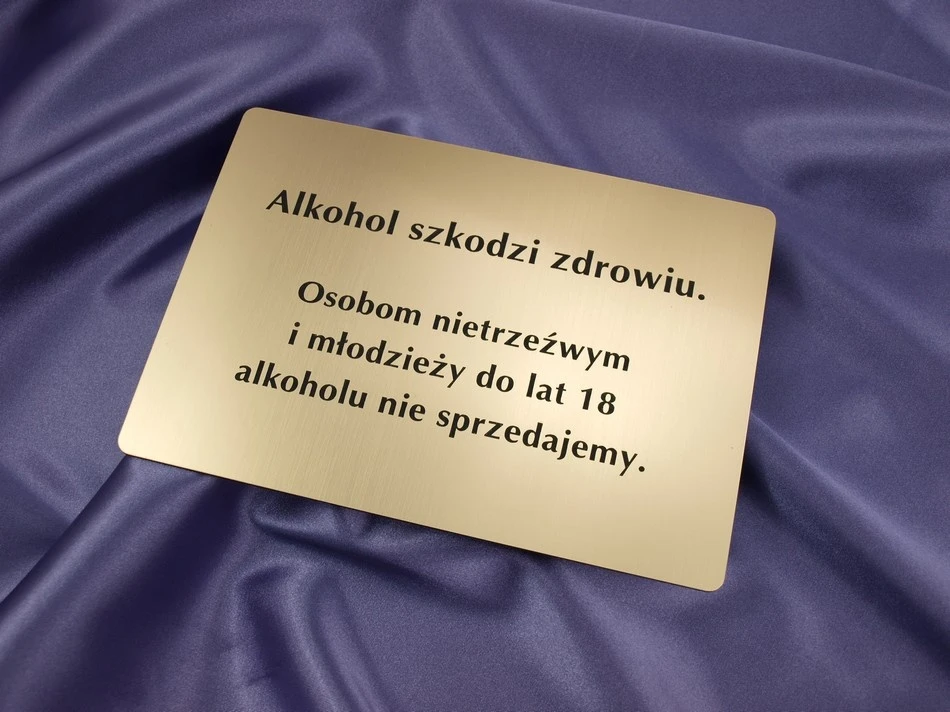 Alkohol szkodzi zdrowiu.
Osobom nietrzeźwym
i młodzieży do lat 18
alkoholu nie sprzedajemy.